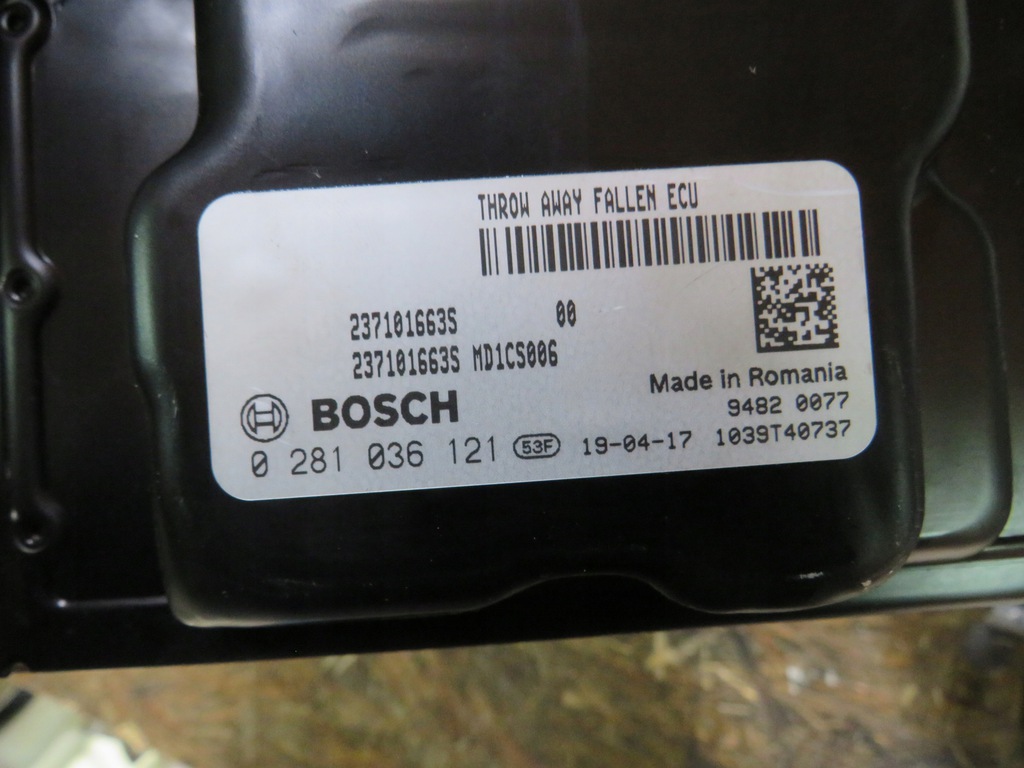 THROW AWAY FALLEN ECU
237101663S 00
237101663S MD1CS006
Made in Romania
BOSCH
9482 0077
0 281 036 121 53F 19-04-17 1039T40737